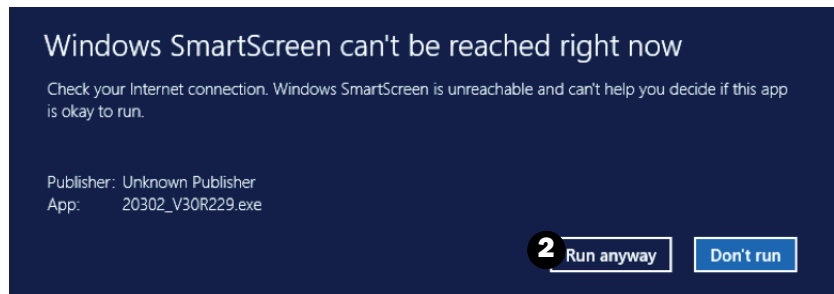 Windows SmartScreen can't be reached right now
Check your Internet connection. Windows SmartScreen is unreachable and can't help you decide if this app
is okay to run.
Publisher: Unknown Publisher
App: 20302_V30R229.exe
2 Run anyway Don't run